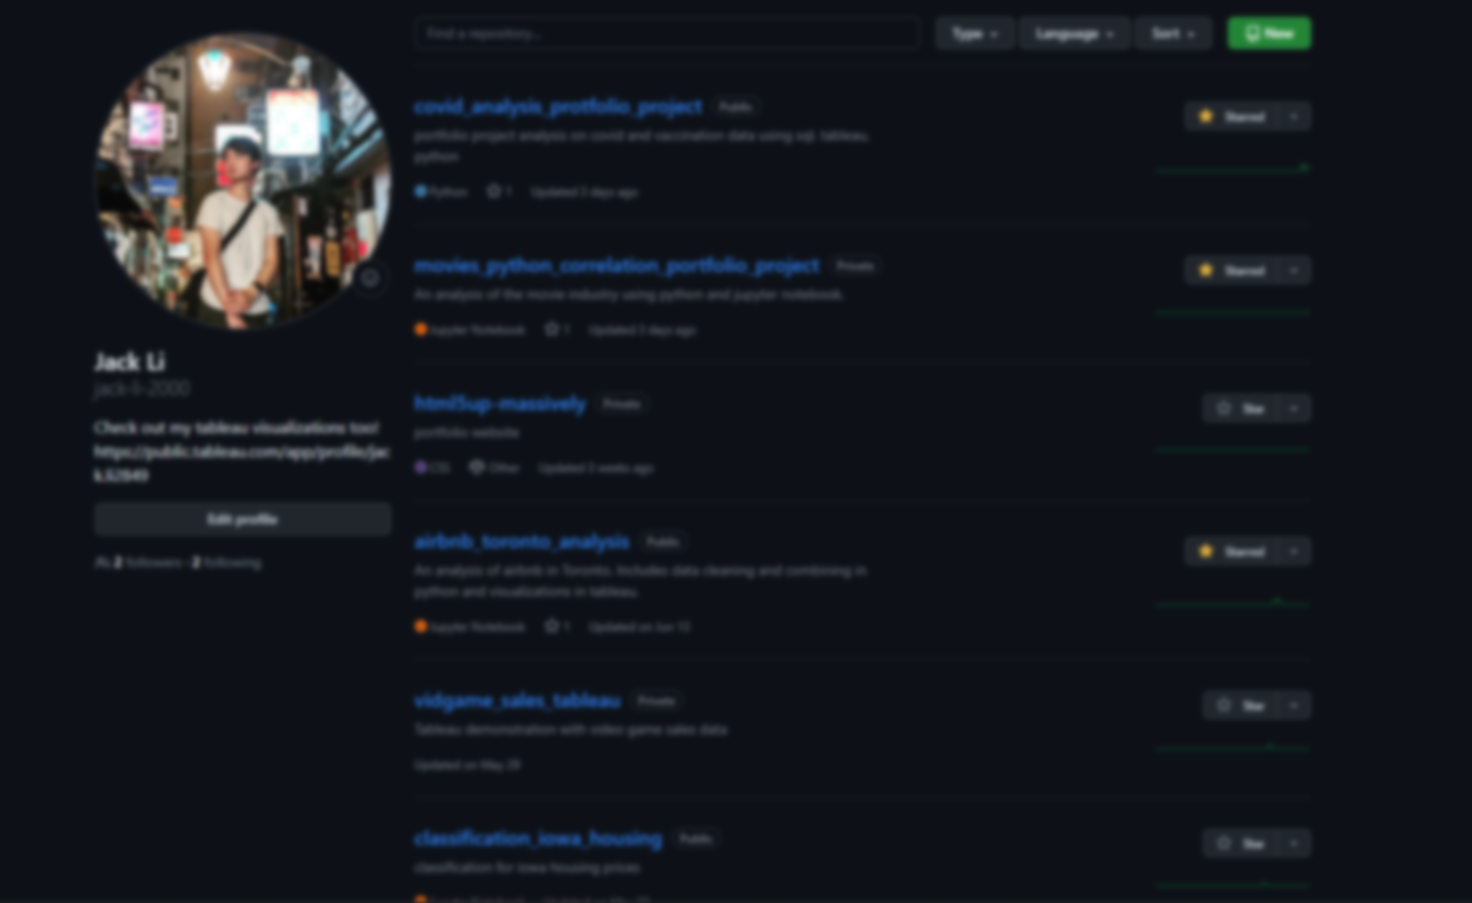 Find a repository...
Type
Language
Sort
New
covid_analysis_protfolio_project Public
portfolio project analysis on covid and vaccination data using sql, tableau,
python
Python 1 Updated 3 days ago
Starred
movies_python_correlation_portfolio_project Private
An analysis of the movie industry using python and jupyter notebook.
Jupyter Notebook 1 Updated 3 days ago
Starred
Jack Li
jack-li-2000
Check out my tableau visualizations too!
https://public.tableau.com/app/profile/jac
Edit profile
2 followers · 2 following
html5up-massively Private
portfolio website
CSS Other Updated 3 weeks ago
Star
airbnb_toronto_analysis Public
An analysis of airbnb in Toronto. Includes data cleaning and combining in
python and visualizations in tableau.
Jupyter Notebook 1 Updated on Jun 13
Starred
vidgame_sales_tableau Private
Tableau demonstration with video game sales data
Updated on May 29
Star
classification_iowa_housing Public
classification for iowa housing prices
Star